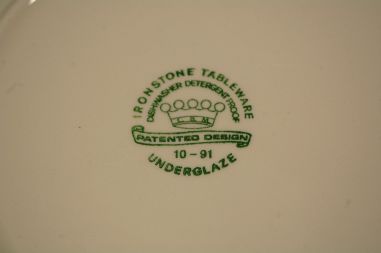 IRONSTONE TABLEWARE
DISHWASHER DETERGENT PROOF
PATENTED DESIGN
10-91
UNDERGLAZE